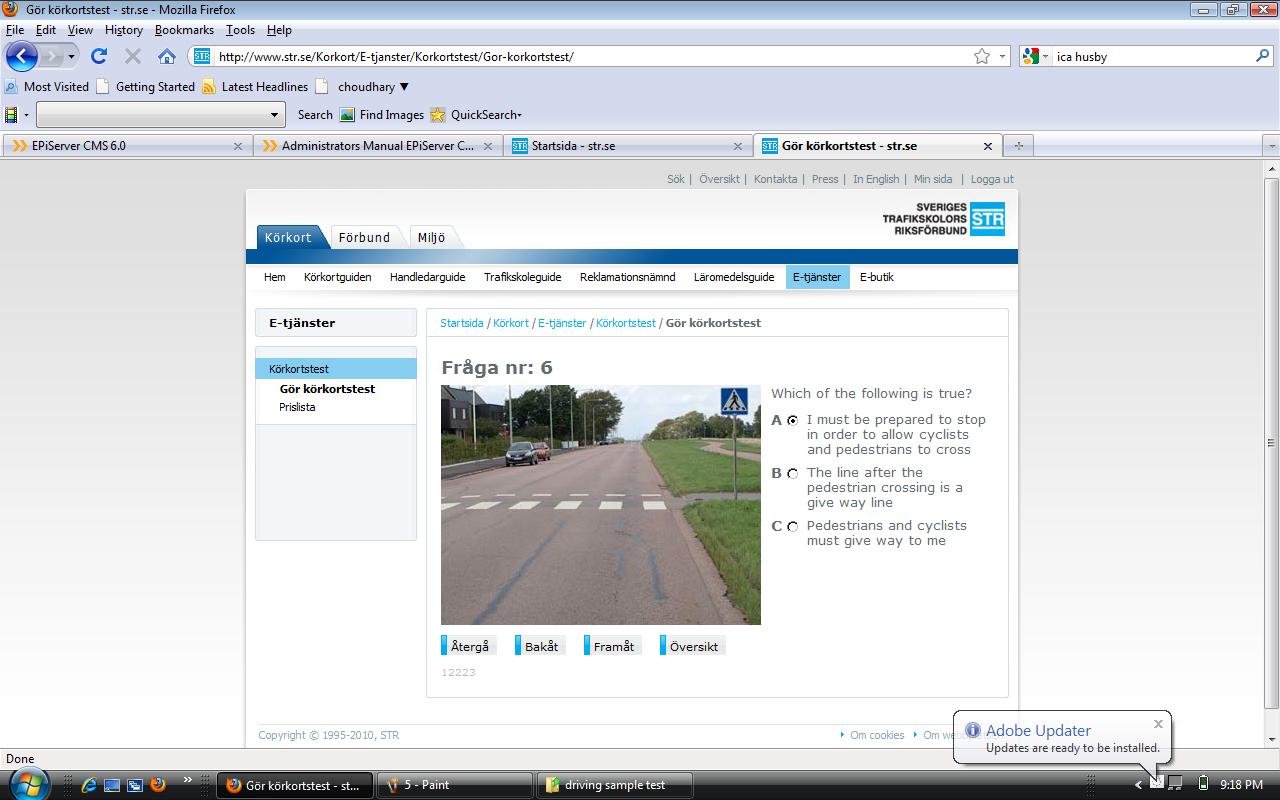 Gör körkortstest - str.se - Mozilla Firefox
File Edit View History Bookmarks Tools Help
STR http://www.str.se/Korkort/E-tjanster/Korkortstest/Gor-korkortstest/ ica husby
Most Visited Getting Started Latest Headlines choudhary
Search Find Images QuickSearch
EPiServer CMS 6.0 Administrators Manual EPiServer C... STR Startsida - str.se STR Gör körkortstest - str.se
Sök | Översikt | Kontakta | Press | In English | Min sida | Logga ut
SVERIGES
TRAFIKSKOLORS STR
RIKSFÖRBUND
Körkort Förbund Miljö
Hem Körkortguiden Handledarguide Trafikskoleguide Reklamationsnämnd Läromedelsguide E-tjänster E-butik
E-tjänster
Körkortstest
Gör körkortstest
Prislista
Startsida / Körkort / E-tjänster / Körkortstest / Gör körkortstest
Fråga nr: 6
Which of the following is true?
A I must be prepared to stop
in order to allow cyclists
and pedestrians to cross
B The line after the
pedestrian crossing is a
give way line
C Pedestrians and cyclists
must give way to me
Återgå Bakåt Framåt Översikt
12223
Copyright © 1995-2010, STR Om cookies Om web
Adobe Updater
Updates are ready to be installed.
Done
Gör körkortstest - st... 5 - Paint driving sample test 9:18 PM